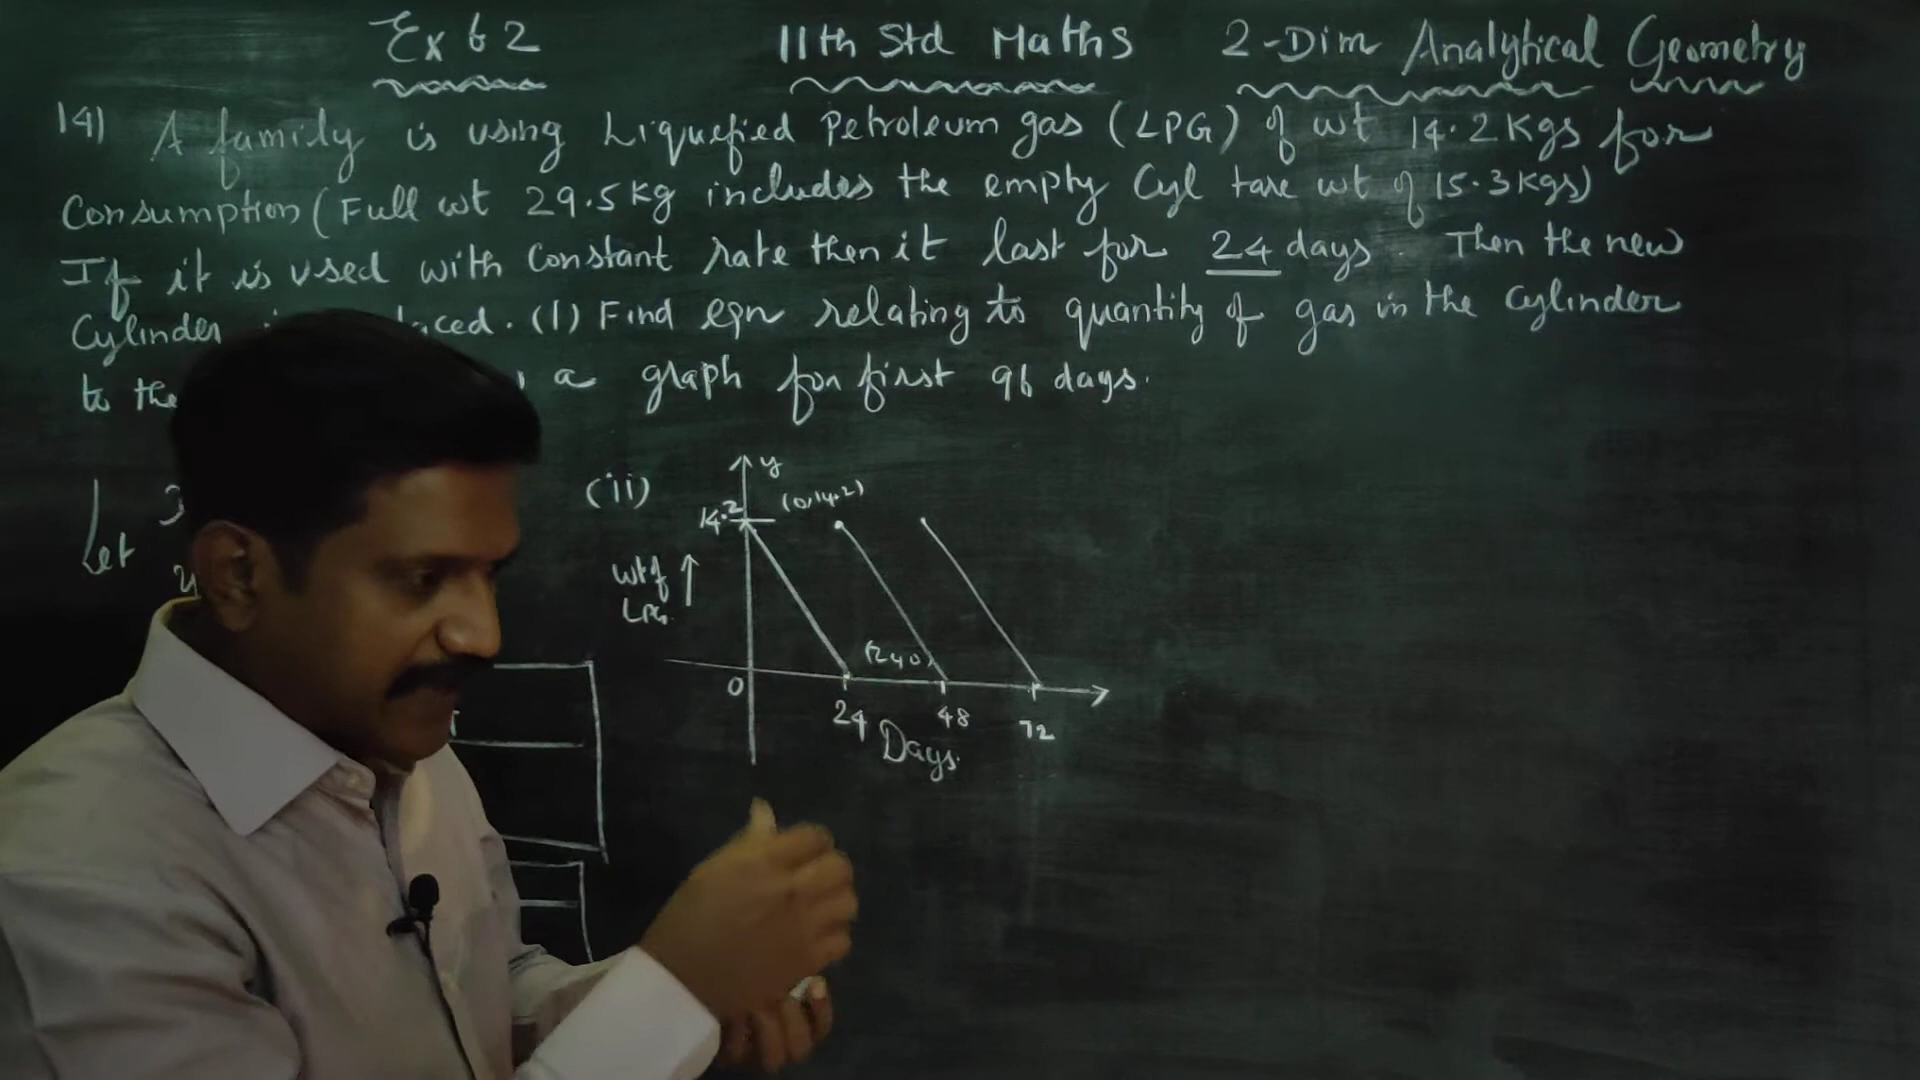 Ex 6 2 11th Std Maths 2-Dim Analytical Geometry
14) A family is using Liquefied Petroleum gas (LPG) of wt 14.2 Kgs for
Consumption (Full wt 29.5 kg includes the empty Cyl tare wt of 15.3 kgs)
If it is used with Constant rate then it last for 24 days. Then the new
Cylinder aced. (1) Find eqn relating to quantity of gas in the cylinder
to the a graph for first 96 days.
Let
(ii)
y
14.2 (0,14.2)
wt of
LPG
(24 0)
0
24 48 72
Days.